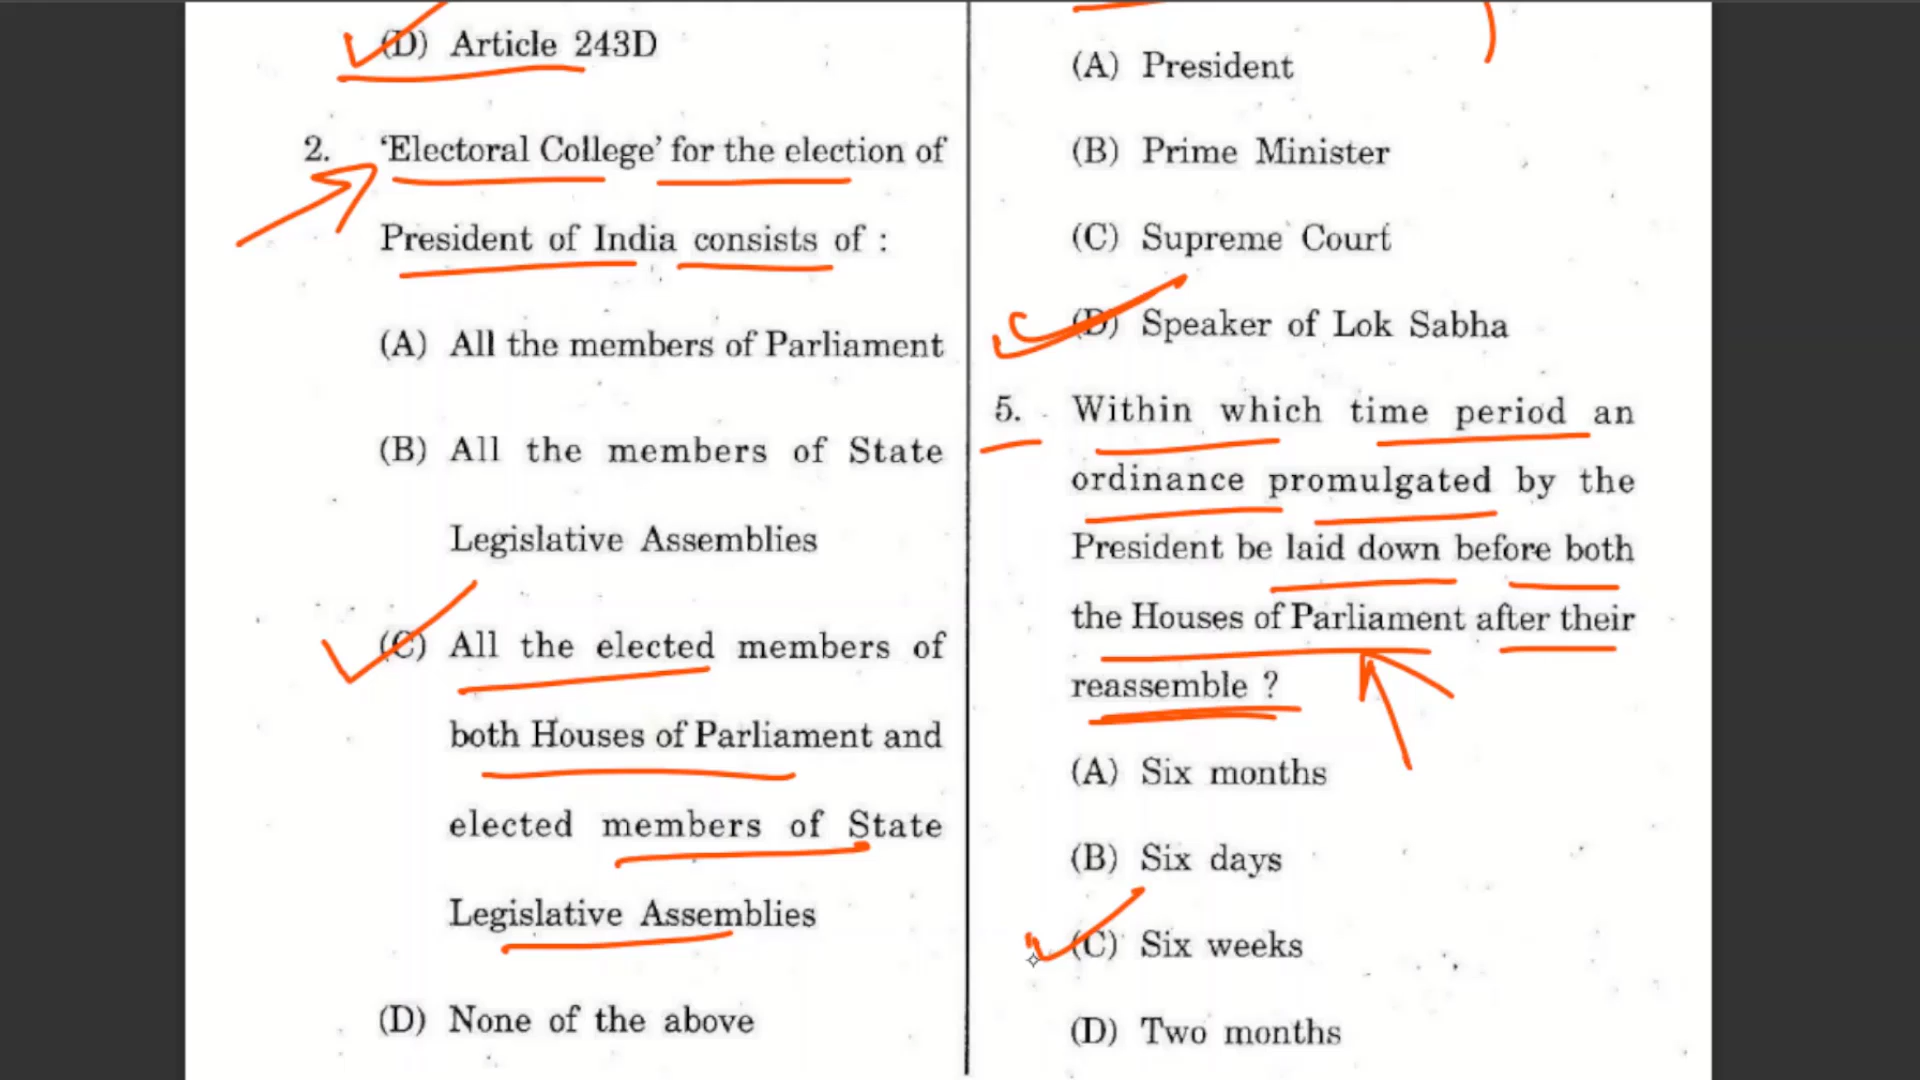 (D) Article 243D
2. ‘Electoral College’ for the election of
President of India consists of :
(A) All the members of Parliament
(B) All the members of State
Legislative Assemblies
(C) All the elected members of
both Houses of Parliament and
elected members of State
Legislative Assemblies
(D) None of the above
(A) President
(B) Prime Minister
(C) Supreme Court
(D) Speaker of Lok Sabha
5. Within which time period an
ordinance promulgated by the
President be laid down before both
the Houses of Parliament after their
reassemble ?
(A) Six months
(B) Six days
(C) Six weeks
(D) Two months